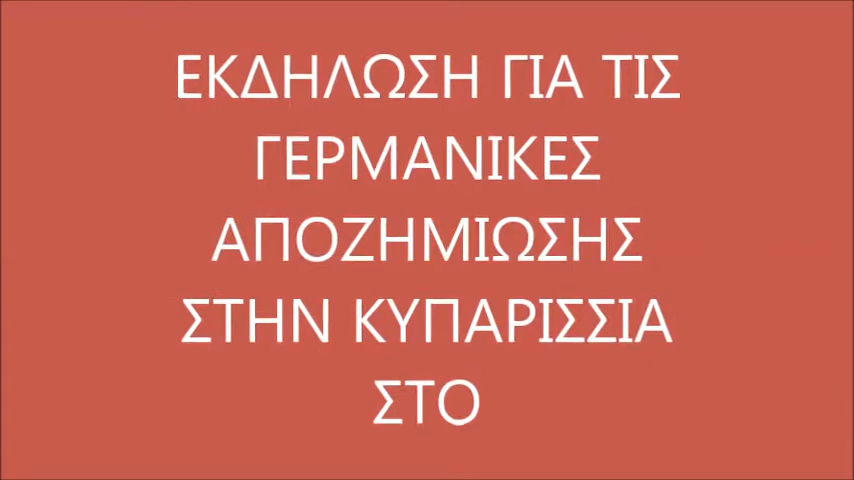 ΕΚΔΗΛΩΣΗ ΓΙΑ ΤΙΣ
ΓΕΡΜΑΝΙΚΕΣ
ΑΠΟΖΗΜΙΩΣΗΣ
ΣΤΗΝ ΚΥΠΑΡΙΣΣΙΑ
ΣΤΟ